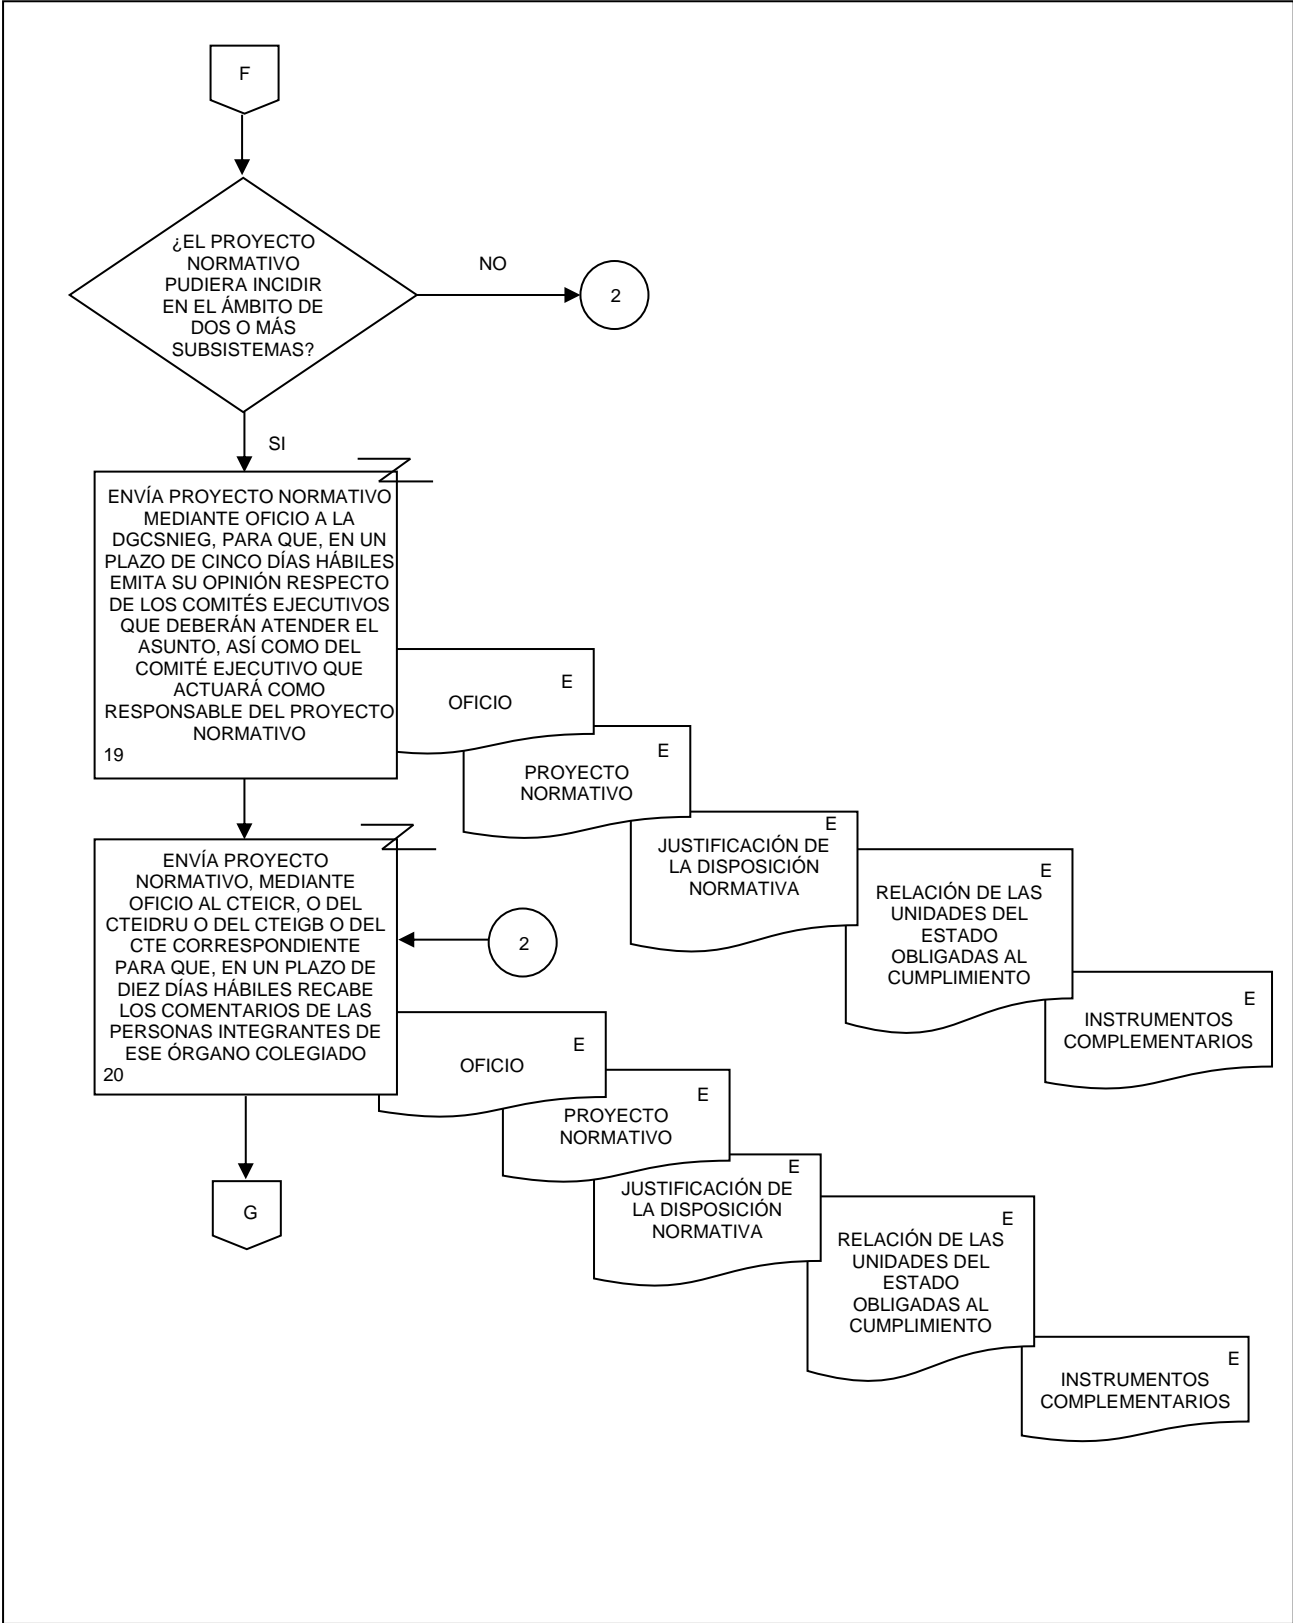 F
¿EL PROYECTO
NORMATIVO
PUDIERA INCIDIR
EN EL ÁMBITO DE
DOS O MÁS
SUBSISTEMAS?
NO
2
SI
ENVÍA PROYECTO NORMATIVO
MEDIANTE OFICIO A LA
DGCSNIEG, PARA QUE, EN UN
PLAZO DE CINCO DÍAS HÁBILES
EMITA SU OPINIÓN RESPECTO
DE LOS COMITÉS EJECUTIVOS
QUE DEBERÁN ATENDER EL
ASUNTO, ASÍ COMO DEL
COMITÉ EJECUTIVO QUE
ACTUARÁ COMO
RESPONSABLE DEL PROYECTO
NORMATIVO
19
E
OFICIO
E
PROYECTO
NORMATIVO
E
JUSTIFICACIÓN DE
LA DISPOSICIÓN
NORMATIVA
E
RELACIÓN DE LAS
UNIDADES DEL
ESTADO
OBLIGADAS AL
CUMPLIMIENTO
E
INSTRUMENTOS
COMPLEMENTARIOS
ENVÍA PROYECTO
NORMATIVO, MEDIANTE
OFICIO AL CTEICR, O DEL
CTEIDRU O DEL CTEIGB O DEL
CTE CORRESPONDIENTE
PARA QUE, EN UN PLAZO DE
DIEZ DÍAS HÁBILES RECABE
LOS COMENTARIOS DE LAS
PERSONAS INTEGRANTES DE
ESE ÓRGANO COLEGIADO
20
2
E
OFICIO
E
PROYECTO
NORMATIVO
E
JUSTIFICACIÓN DE
LA DISPOSICIÓN
NORMATIVA
E
RELACIÓN DE LAS
UNIDADES DEL
ESTADO
OBLIGADAS AL
CUMPLIMIENTO
E
INSTRUMENTOS
COMPLEMENTARIOS
G